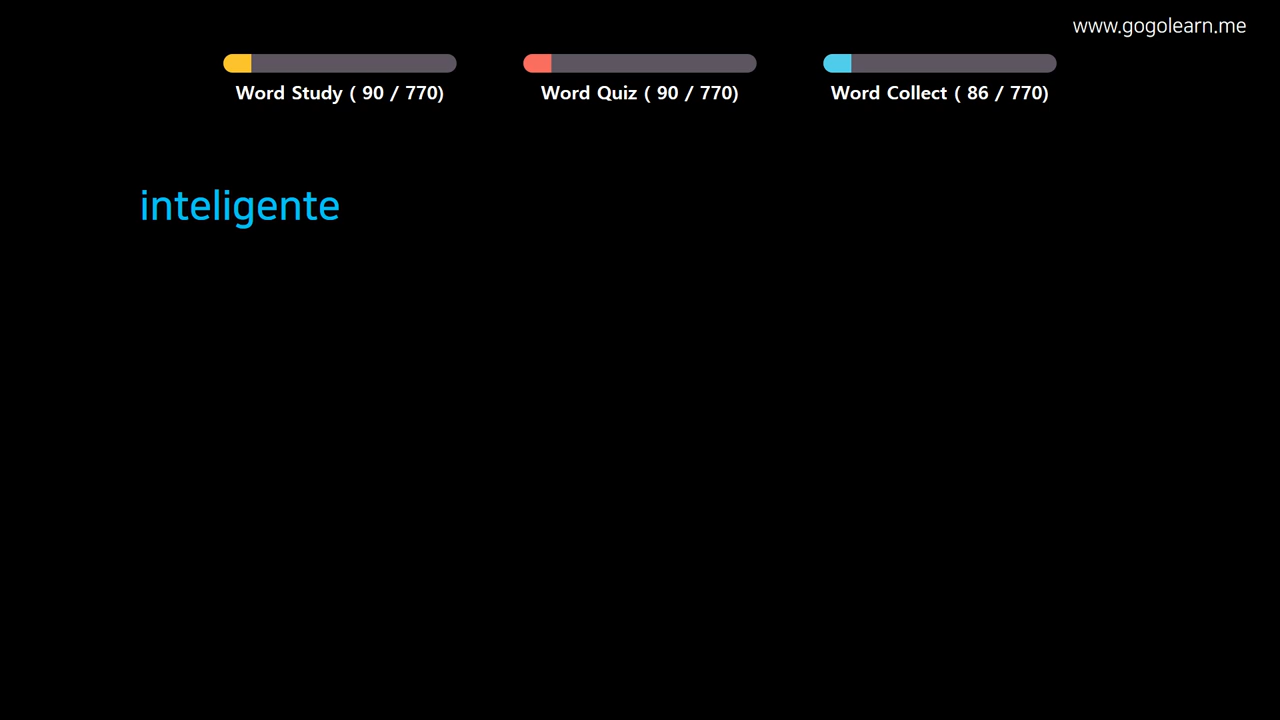 www.gogolearn.me
Word Study ( 90 / 770)
Word Quiz ( 90 / 770)
Word Collect ( 86 / 770)
inteligente